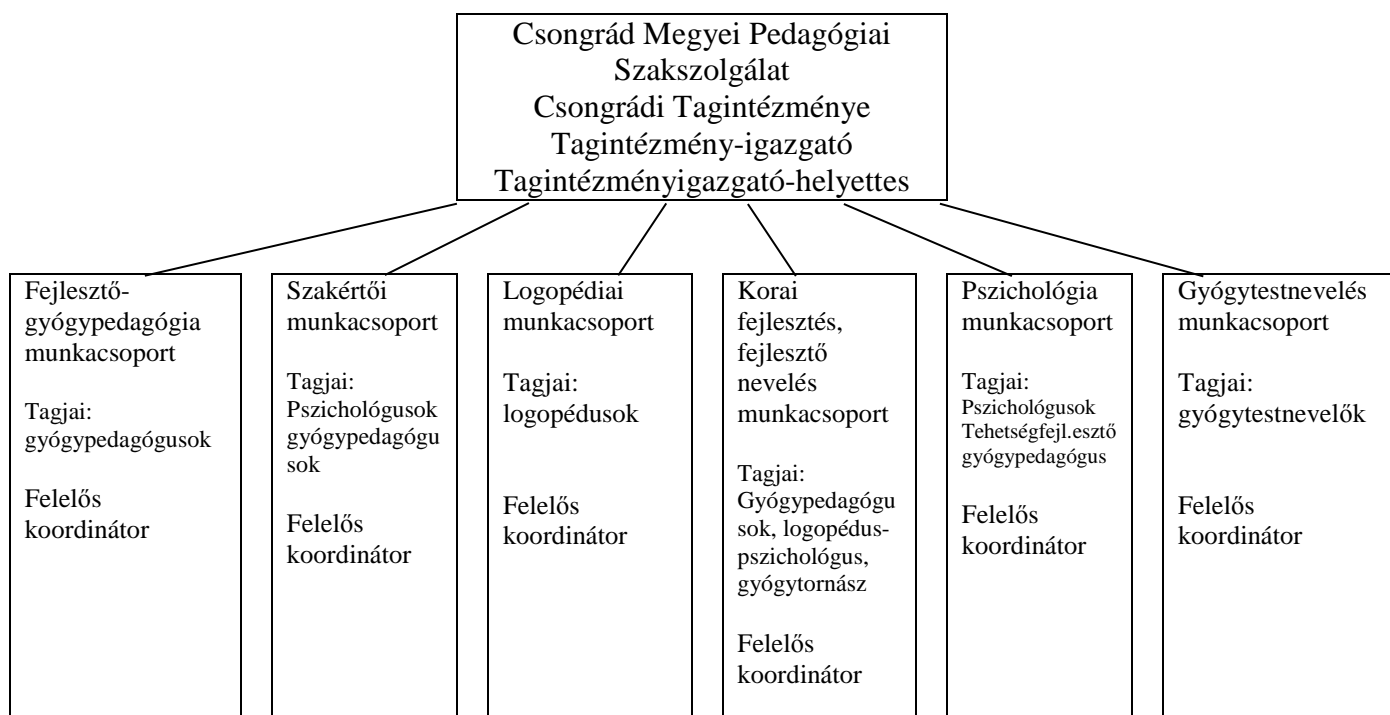 Csongrád Megyei Pedagógiai
Szakszolgálat
Csongrádi Tagintézménye
Tagintézmény-igazgató
Tagintézményigazgató-helyettes
Fejlesztő-
gyógypedagógia
munkacsoport
Tagjai:
gyógypedagógusok
Felelős
koordinátor
Szakértői
munkacsoport
Tagjai:
Pszichológusok
gyógypedagógu
sok
Felelős
koordinátor
Logopédiai
munkacsoport
Tagjai:
logopédusok
Felelős
koordinátor
Korai
fejlesztés,
fejlesztő
nevelés
munkacsoport
Tagjai:
Gyógypedagógu
sok, logopédus-
pszichológus,
gyógytornász
Felelős
koordinátor
Pszichológia
munkacsoport
Tagjai:
Pszichológusok
Tehetségfejl.esztő
gyógypedagógus
Felelős
koordinátor
Gyógytestnevelés
munkacsoport
Tagjai:
gyógytestnevelők
Felelős
koordinátor